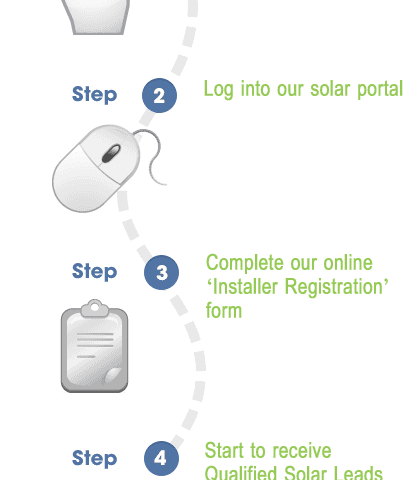 Step 2 Log into our solar portal
Step 3 Complete our online
‘Installer Registration’
form
Step 4 Start to receive
Qualified Solar Leads